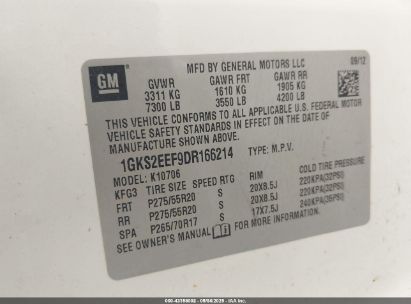 GM
MFD BY GENERAL MOTORS LLC 09/12
GVWR GAWR FRT GAWR RR
3311 KG 1610 KG 1905 KG
7300 LB 3550 LB 4200 LB
THIS VEHICLE CONFORMS TO ALL APPLICABLE U.S. FEDERAL MOTOR
VEHICLE SAFETY AND THEFT PREVENTION STANDARDS IN EFFECT ON THE
DATE OF MANUFACTURE SHOWN ABOVE.
1GKS2EEF9DR166214 TYPE: M.P.V.
MODEL: K10706
KFG3 TIRE SIZE SPEED RTG RIM COLD TIRE PRESSURE
FRT P275/55R20 S 20X8.5J 220KPA(32PSI)
RR P275/55R20 S 20X8.5J 220KPA(32PSI)
SPA P265/70R17 S 17X7.5J 240KPA(35PSI)
SEE OWNER'S MANUAL FOR MORE INFORMATION.